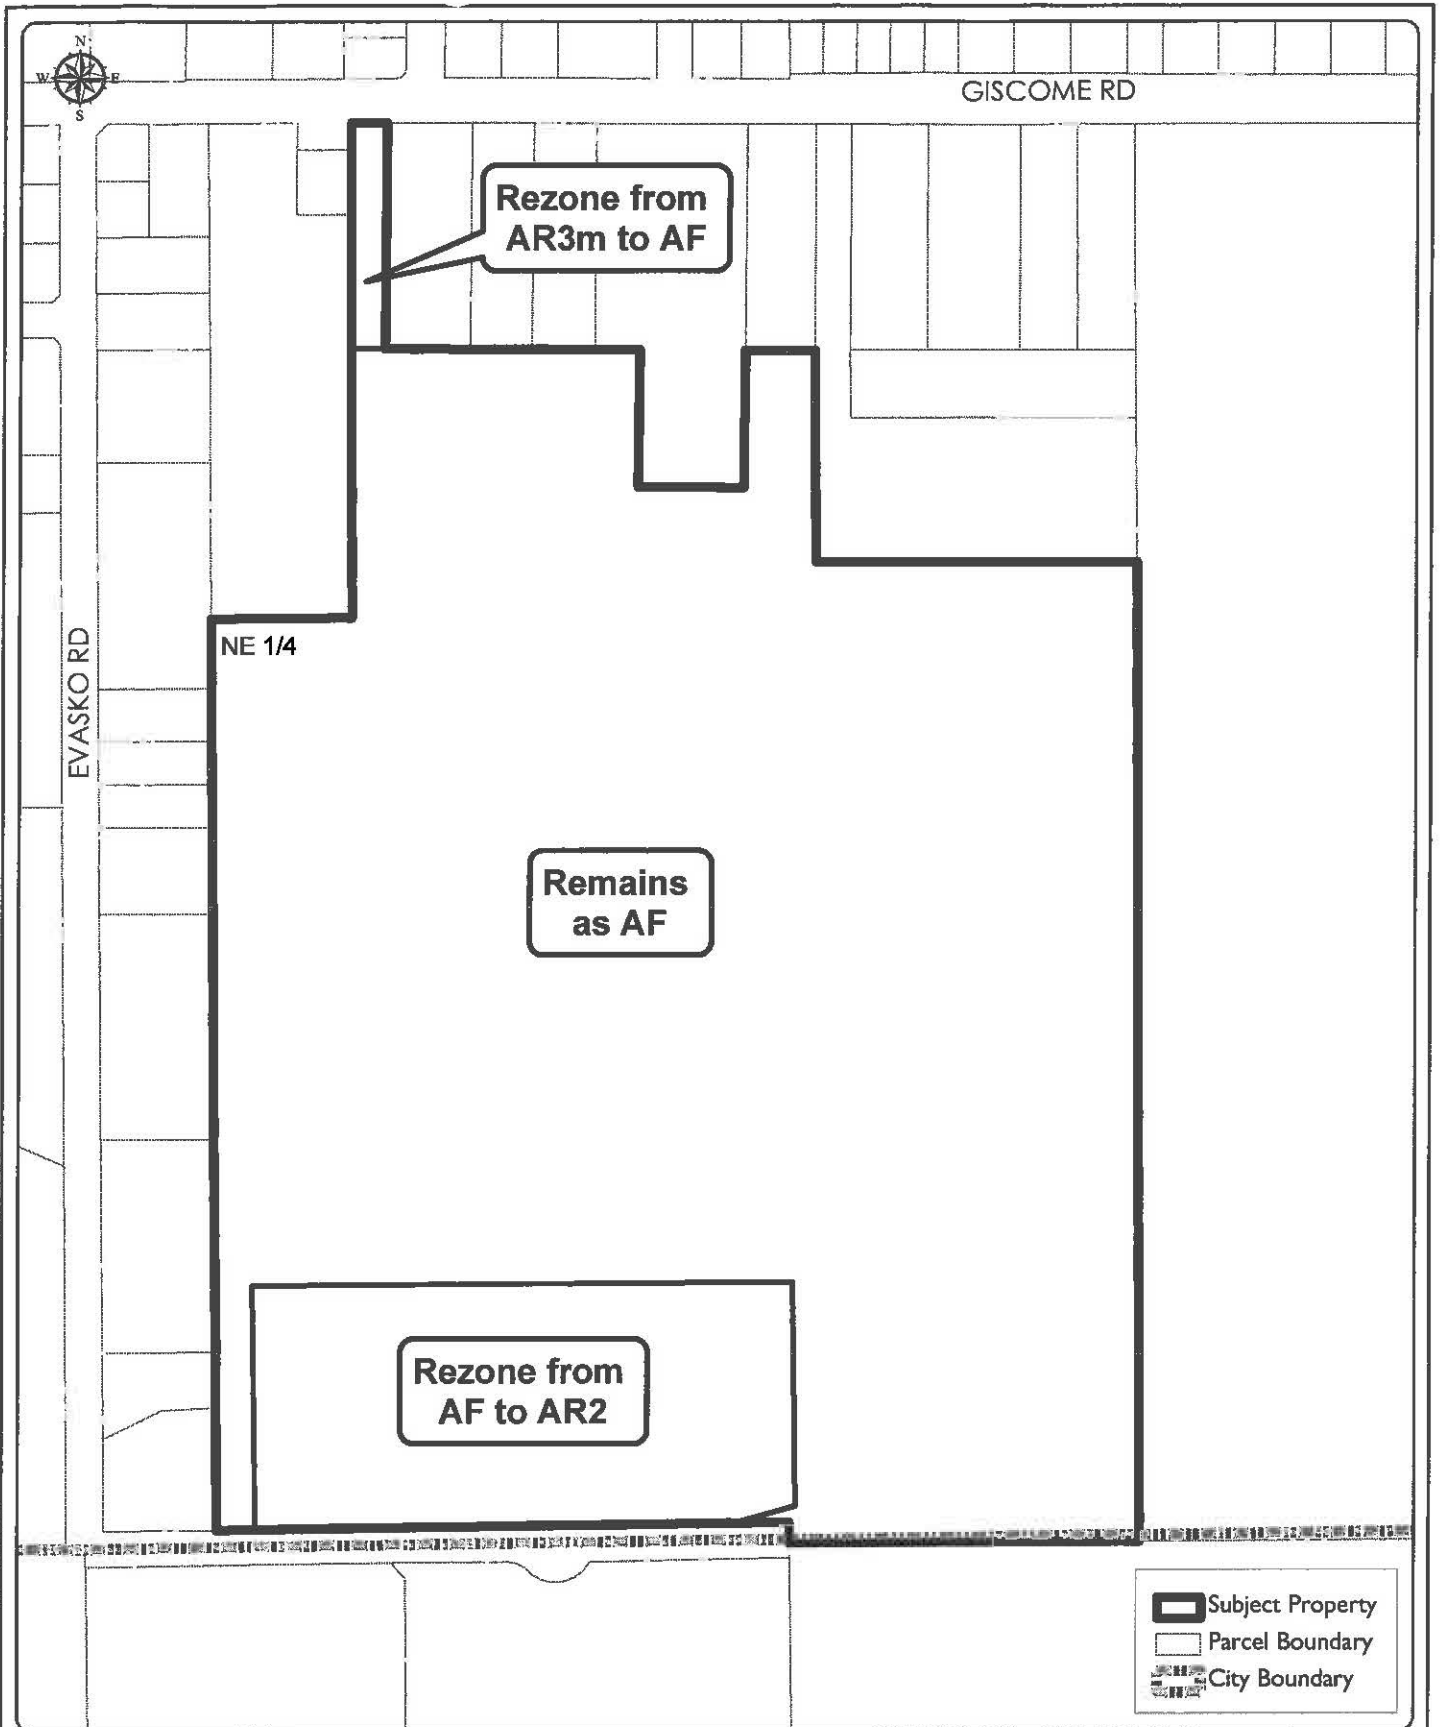 N
W E
S
GISCOME RD
Rezone from
AR3m to AF
NE 1/4
EVASKO RD
Remains
as AF
Rezone from
AF to AR2
Subject Property
Parcel Boundary
City Boundary